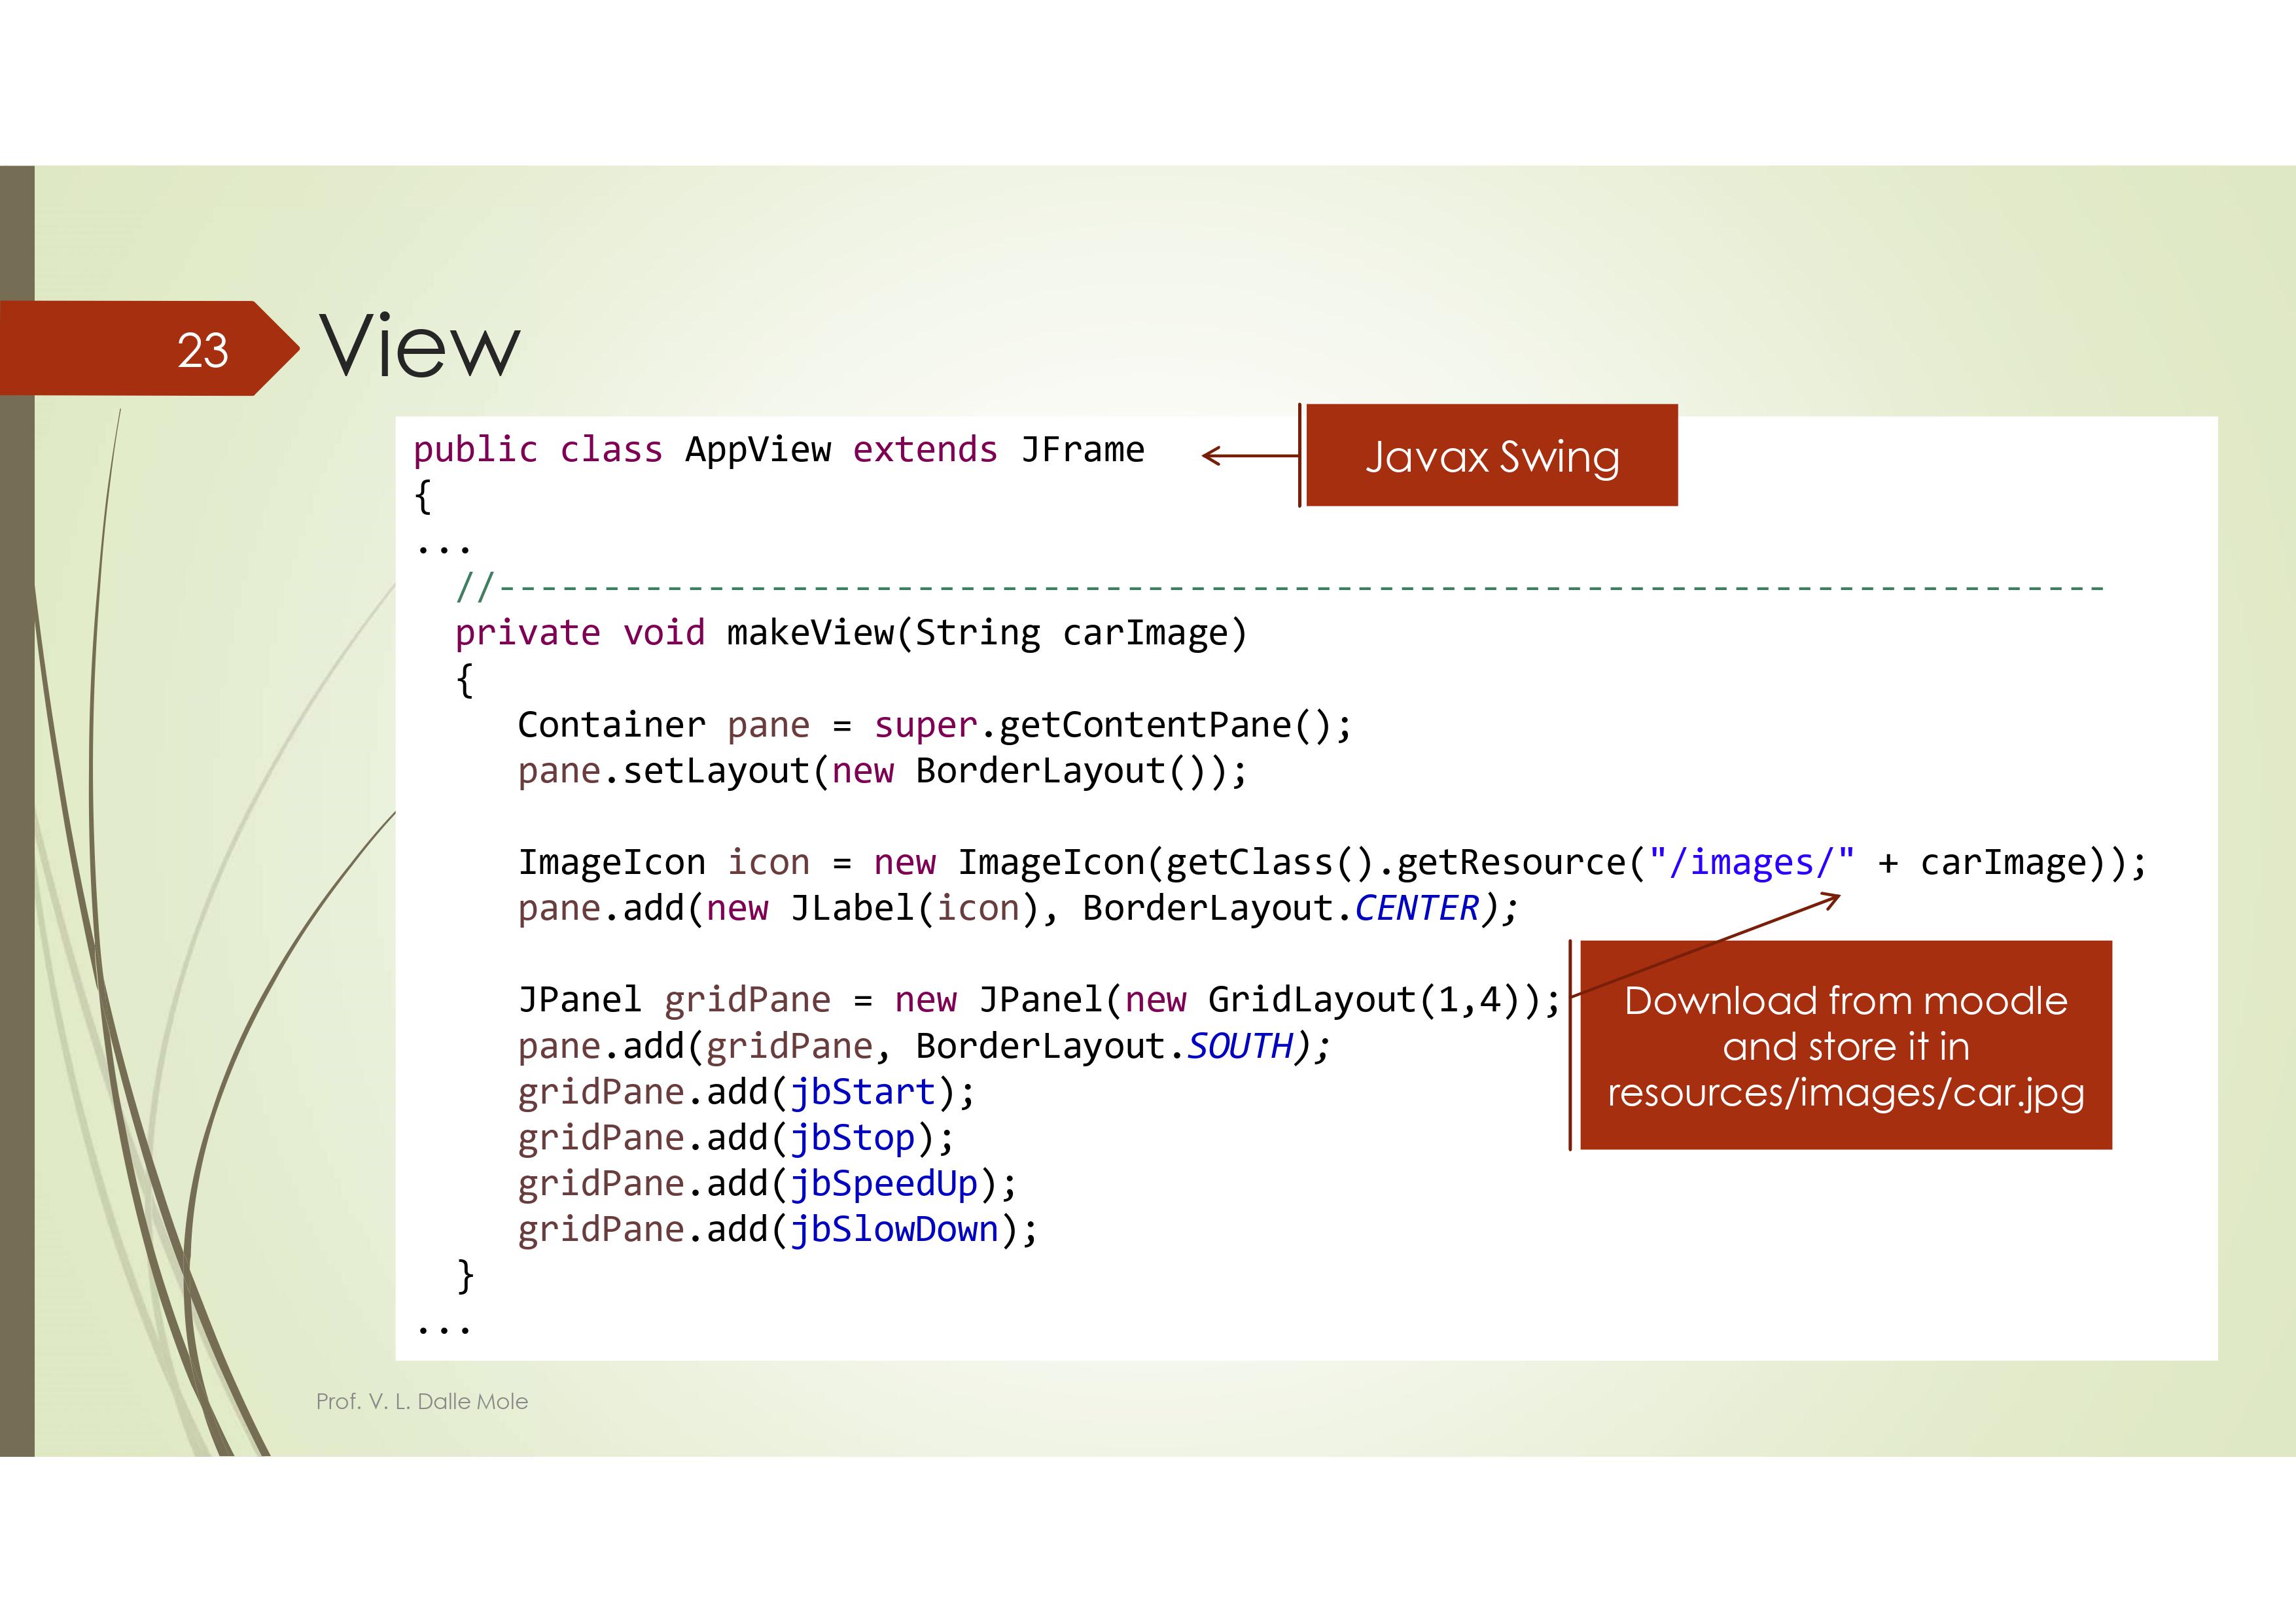 23
View
public class AppView extends JFrame
Javax Swing
{
...
//-----------------------------------------------------------------------------
private void makeView(String carImage)
{
Container pane = super.getContentPane();
pane.setLayout(new BorderLayout());
ImageIcon icon = new ImageIcon(getClass().getResource("/images/" + carImage));
pane.add(new JLabel(icon), BorderLayout.CENTER);
JPanel gridPane = new JPanel(new GridLayout(1,4));
pane.add(gridPane, BorderLayout.SOUTH);
gridPane.add(jbStart);
gridPane.add(jbStop);
gridPane.add(jbSpeedUp);
gridPane.add(jbSlowDown);
}
...
Download from moodle
and store it in
resources/images/car.jpg
Prof. V. L. Dalle Mole